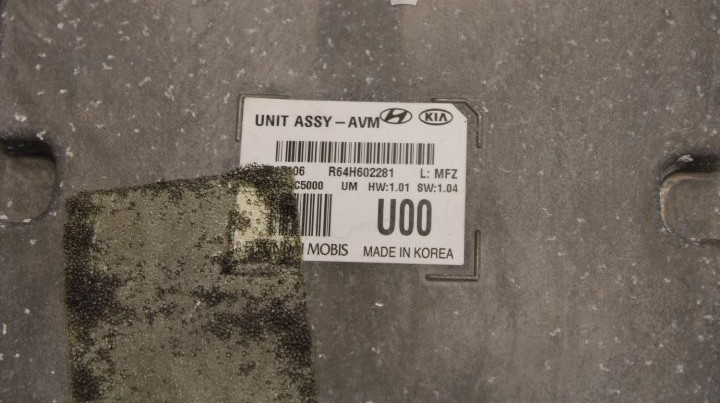 UNIT ASSY-AVM HYUNDAI KIA
R64H602281 L: MFZ
C5000 UM HW:1.01 SW:1.04
U00
MOBIS MADE IN KOREA